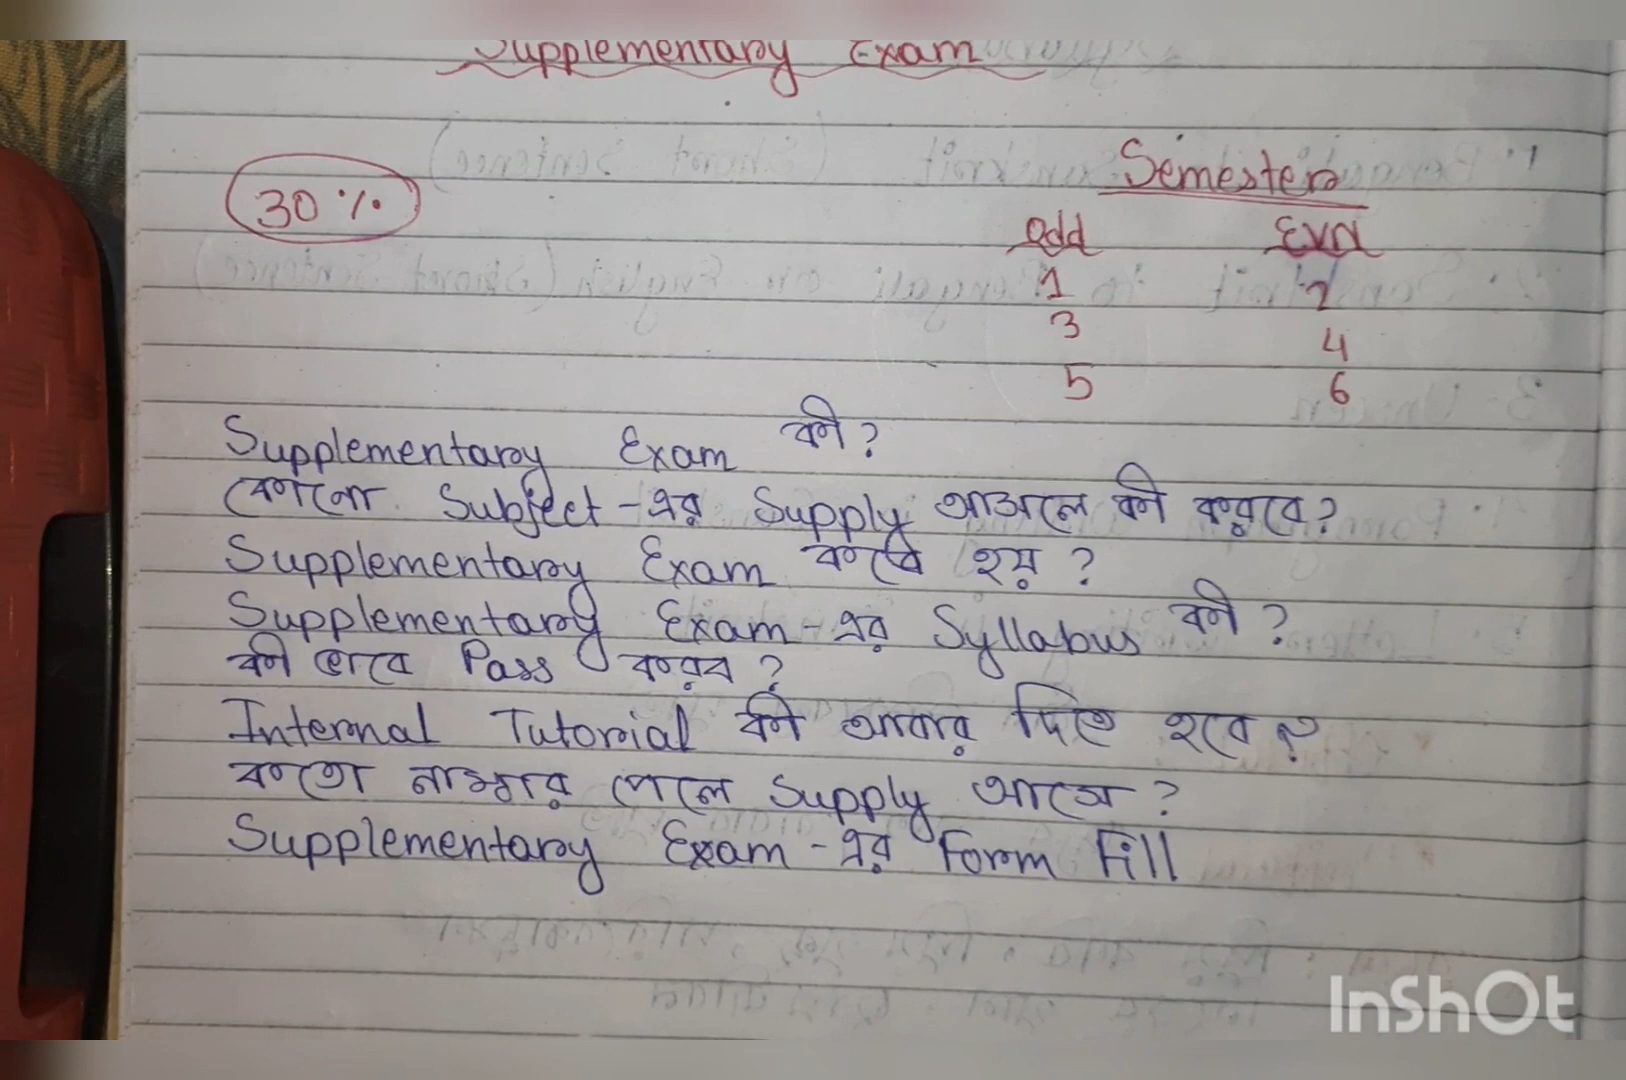 Supplementary Exam
30 %
Semester
Odd Evn
1 2
3 4
5 6
Supplementary Exam কী ?
কোনো Subject -এর Supply আসলে কী করবে ?
Supplementary Exam কবে হয় ?
Supplementary Exam -এর Syllabus কী ?
কী ভাবে Pass করব ?
Internal Tutorial কী আবার দিতে হবে ?
কতো নাম্বার পেলে Supply আসে ?
Supplementary Exam -এর Form Fill
InShOt